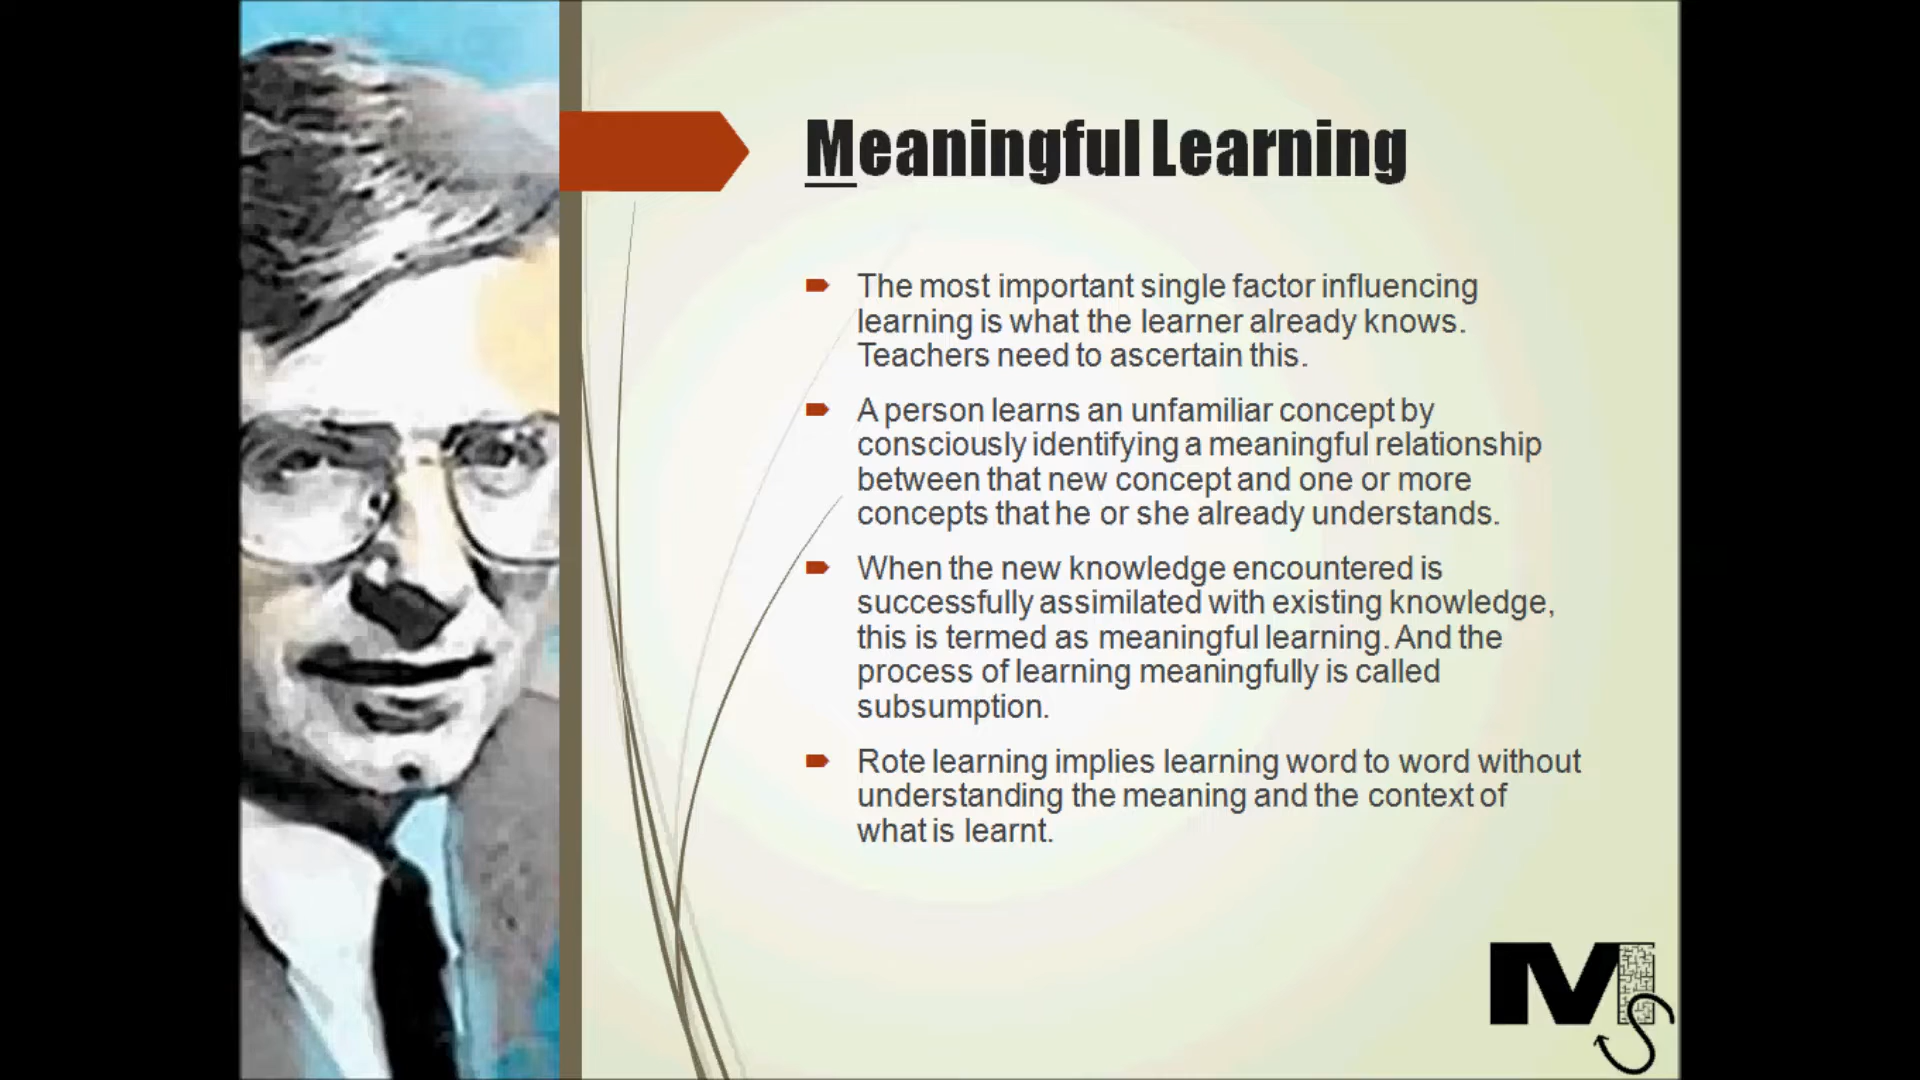 Meaningful Learning
The most important single factor influencing
learning is what the learner already knows.
Teachers need to ascertain this.
A person learns an unfamiliar concept by
consciously identifying a meaningful relationship
between that new concept and one or more
concepts that he or she already understands.
When the new knowledge encountered is
successfully assimilated with existing knowledge,
this is termed as meaningful learning. And the
process of learning meaningfully is called
subsumption.
Rote learning implies learning word to word without
understanding the meaning and the context of
what is learnt.
MS